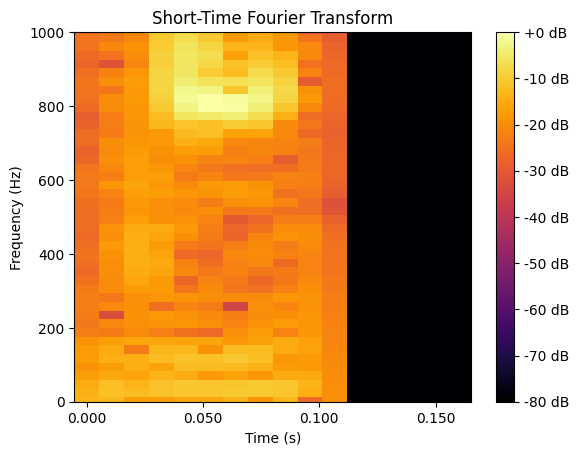 Short-Time Fourier Transform
1000
800
600
400
200
0
Frequency (Hz)
0.000
0.050
0.100
0.150
Time (s)
+0 dB
-10 dB
-20 dB
-30 dB
-40 dB
-50 dB
-60 dB
-70 dB
-80 dB